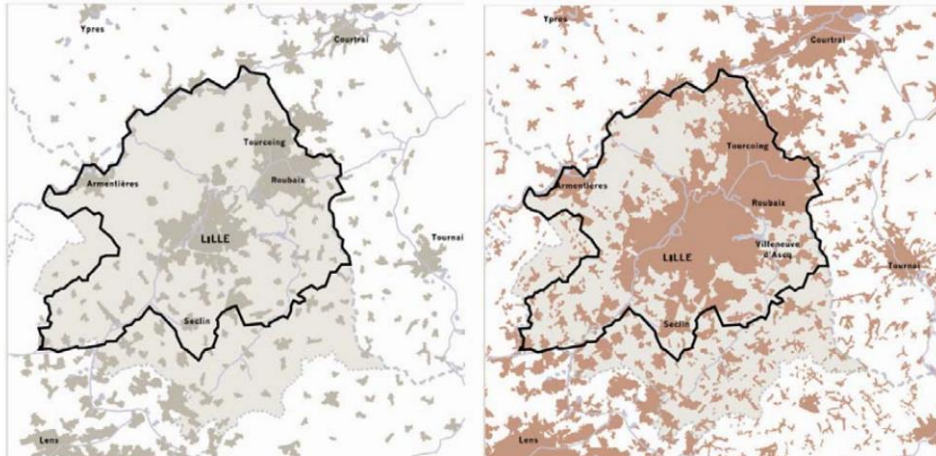 Ypres
Courtrai
Tourcoing
Armentières
Roubaix
LILLE
Tournai
Seclin
Lens
Ypres
Courtrai
Tourcoing
Armentières
Roubaix
Villeneuve
d'Ascq
LILLE
Tournai
Seclin
Lens